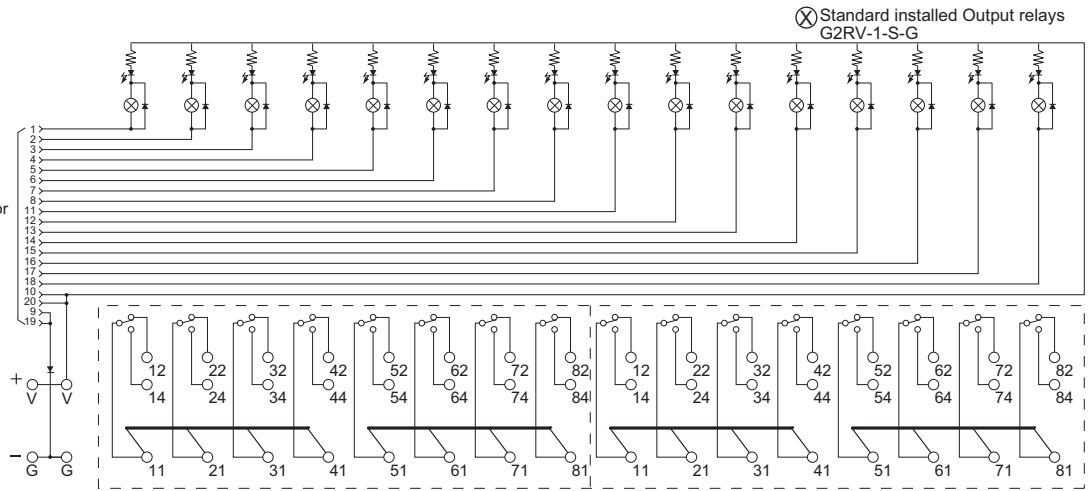 Standard installed Output relays
G2RV-1-S-G
1
2
3
4
5
6
7
8
or
11
12
13
14
15
16
17
18
10
20
9
19
12 22 32 42 52 62 72 82 12 22 32 42 52 62 72 82
+
V V
14 24 34 44 54 64 74 84 14 24 34 44 54 64 74 84
–
G G
11 21 31 41 51 61 71 81 11 21 31 41 51 61 71 81